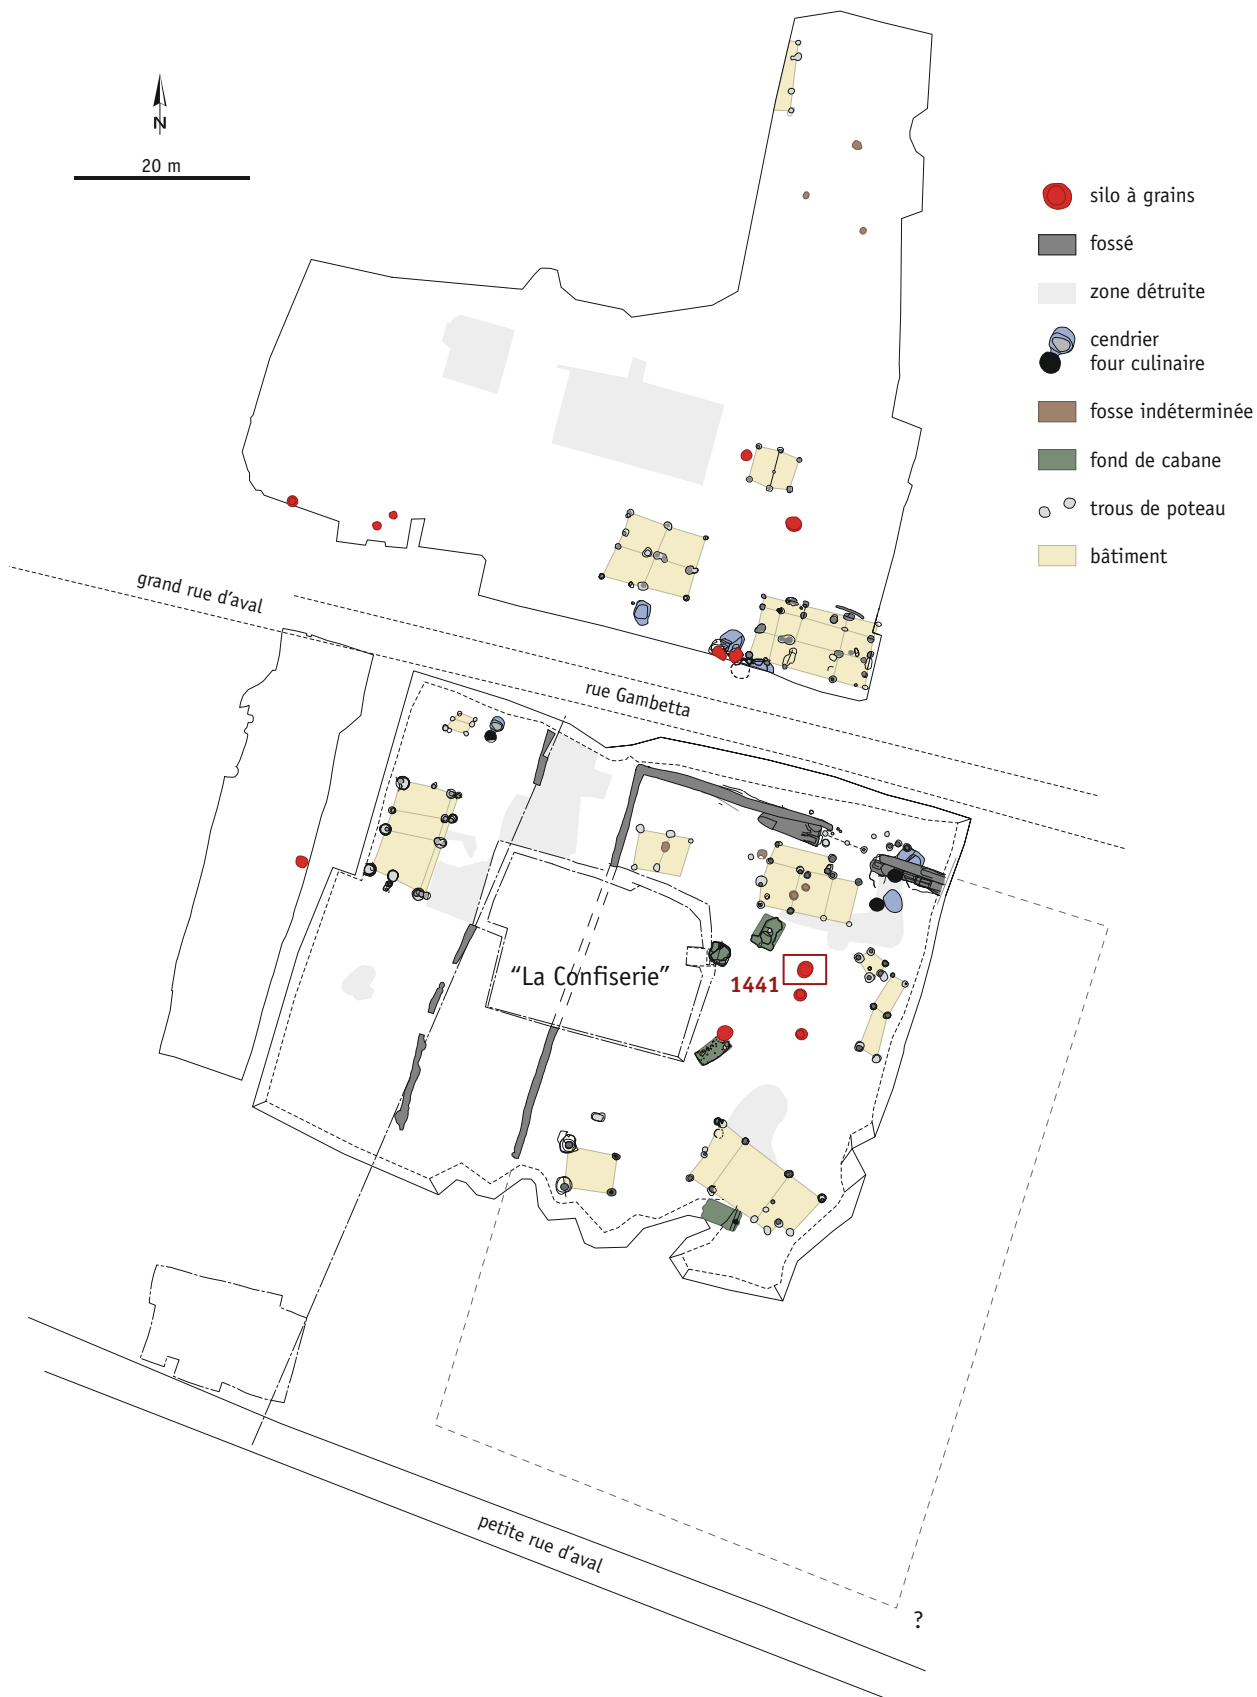 N
20 m
silo à grains
fossé
zone détruite
cendrier
four culinaire
fosse indéterminée
fond de cabane
trous de poteau
bâtiment
grand rue d'aval
rue Gambetta
"La Confiserie"
1441
petite rue d'aval
?